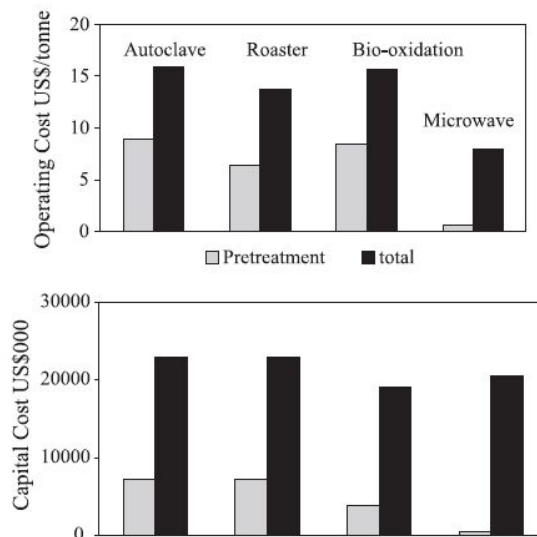 20
Autoclave Roaster Bio-oxidation
15
Microwave
10
5
0
Operating Cost US$/tonne
Pretreatment total
30000
20000
10000
0
Capital Cost US$000